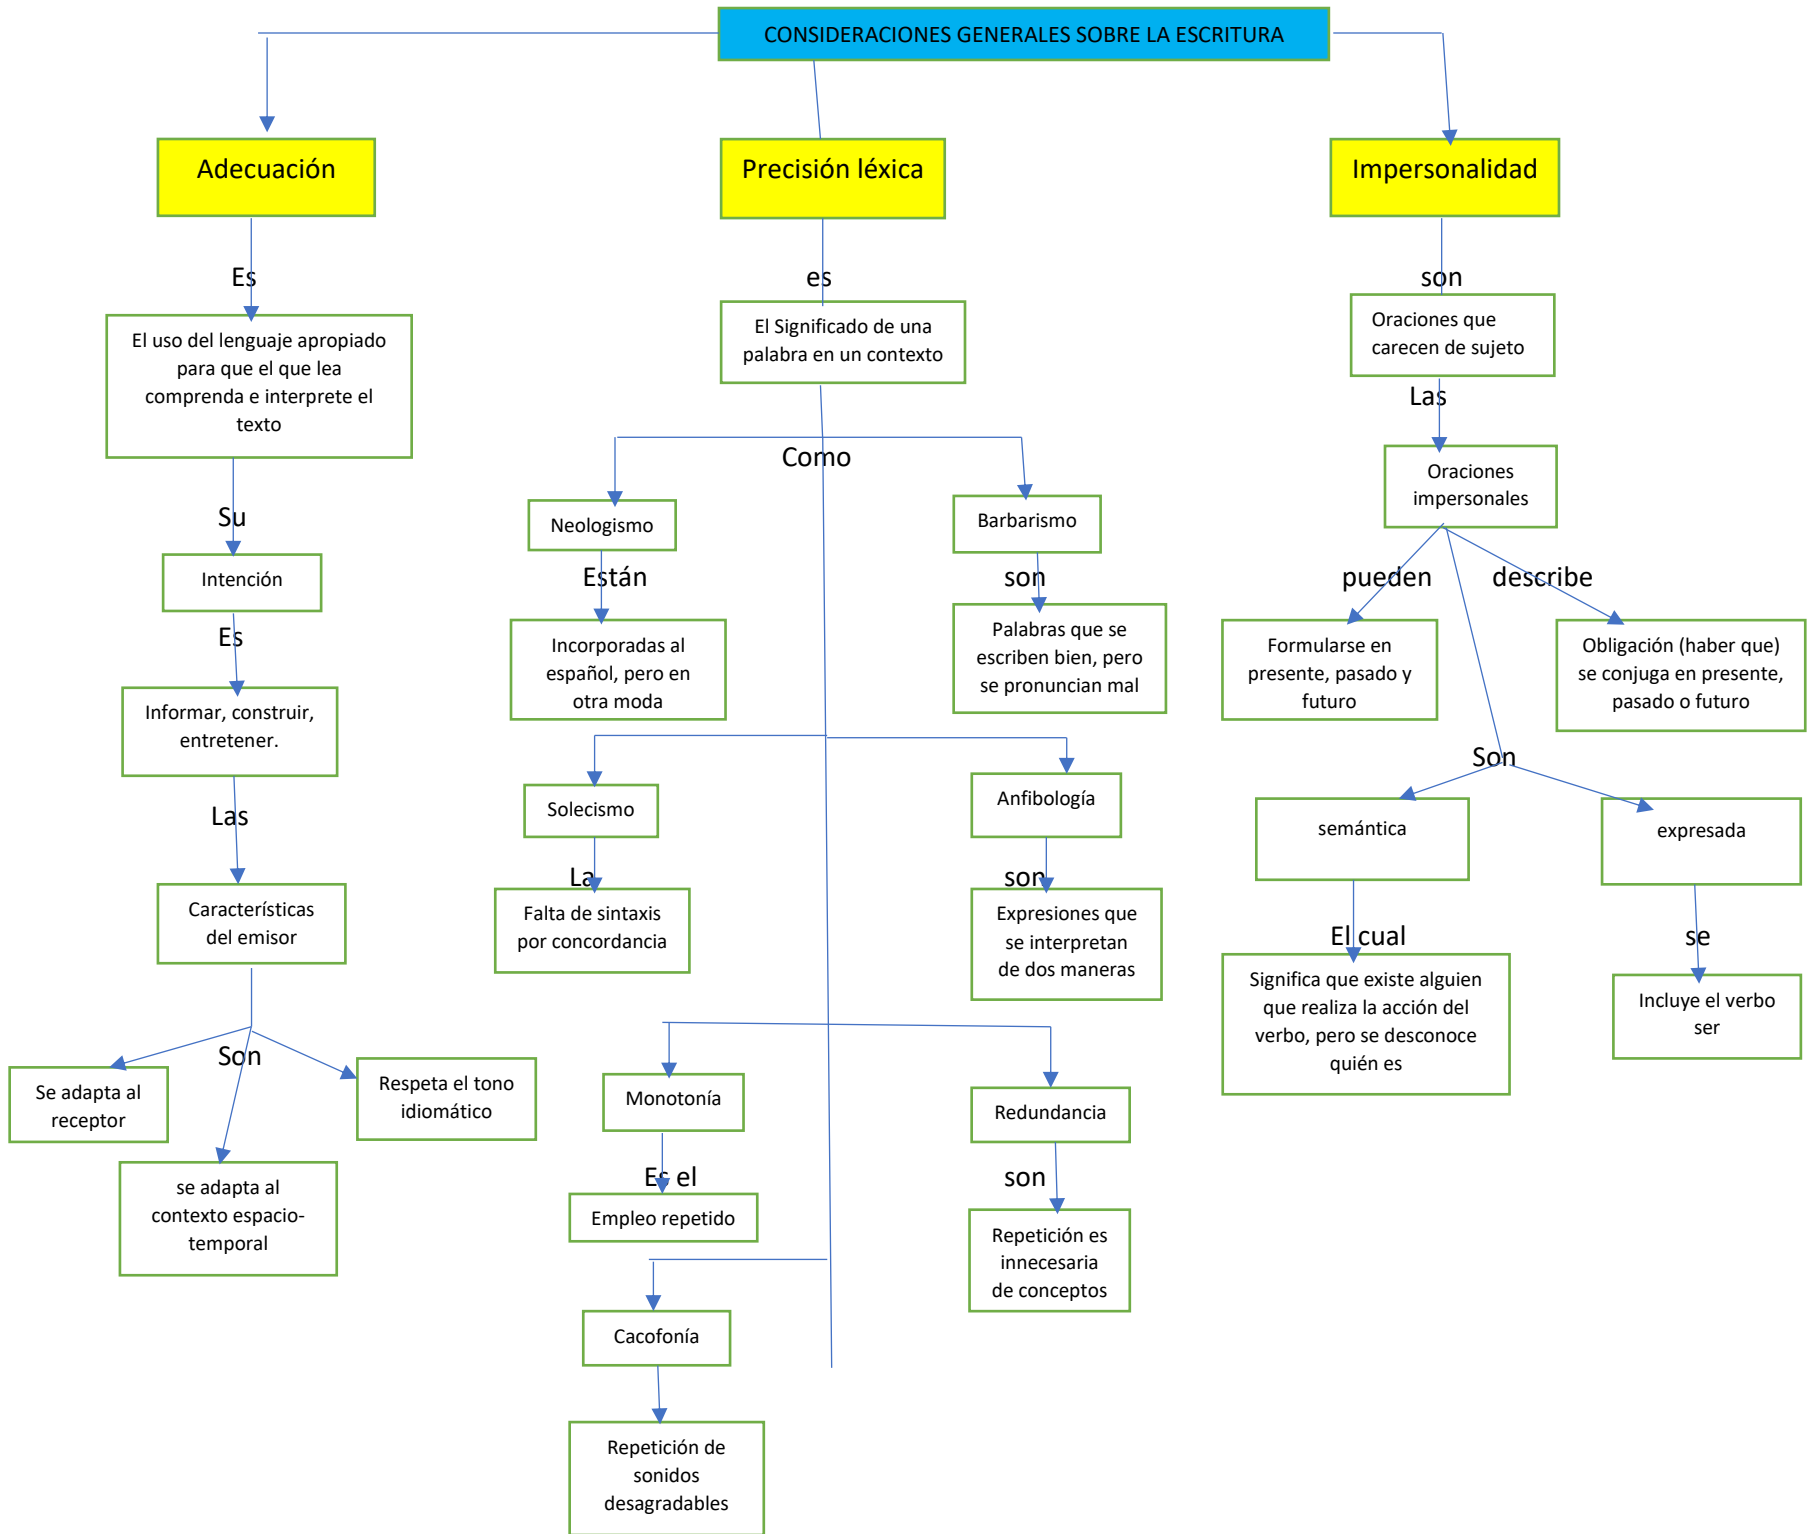 CONSIDERACIONES GENERALES SOBRE LA ESCRITURA
Adecuación
Es
El uso del lenguaje apropiado
para que el que lea
comprenda e interprete el
texto
Su
Intención
Es
Informar, construir,
entretener.
Las
Características
del emisor
Son
Se adapta al
receptor
se adapta al
contexto espacio-
temporal
Respeta el tono
idiomático
Precisión léxica
es
El Significado de una
palabra en un contexto
Como
Neologismo
Están
Incorporadas al
español, pero en
otra moda
Barbarismo
son
Palabras que se
escriben bien, pero
se pronuncian mal
Solecismo
La
Falta de sintaxis
por concordancia
Anfibología
son
Expresiones que
se interpretan
de dos maneras
Monotonía
Es el
Empleo repetido
Redundancia
son
Repetición es
innecesaria
de conceptos
Cacofonía
Repetición de
sonidos
desagradables
Impersonalidad
son
Oraciones que
carecen de sujeto
Las
Oraciones
impersonales
pueden
Formularse en
presente, pasado y
futuro
describe
Obligación (haber que)
se conjuga en presente,
pasado o futuro
Son
semántica
El cual
Significa que existe alguien
que realiza la acción del
verbo, pero se desconoce
quién es
expresada
se
Incluye el verbo
ser